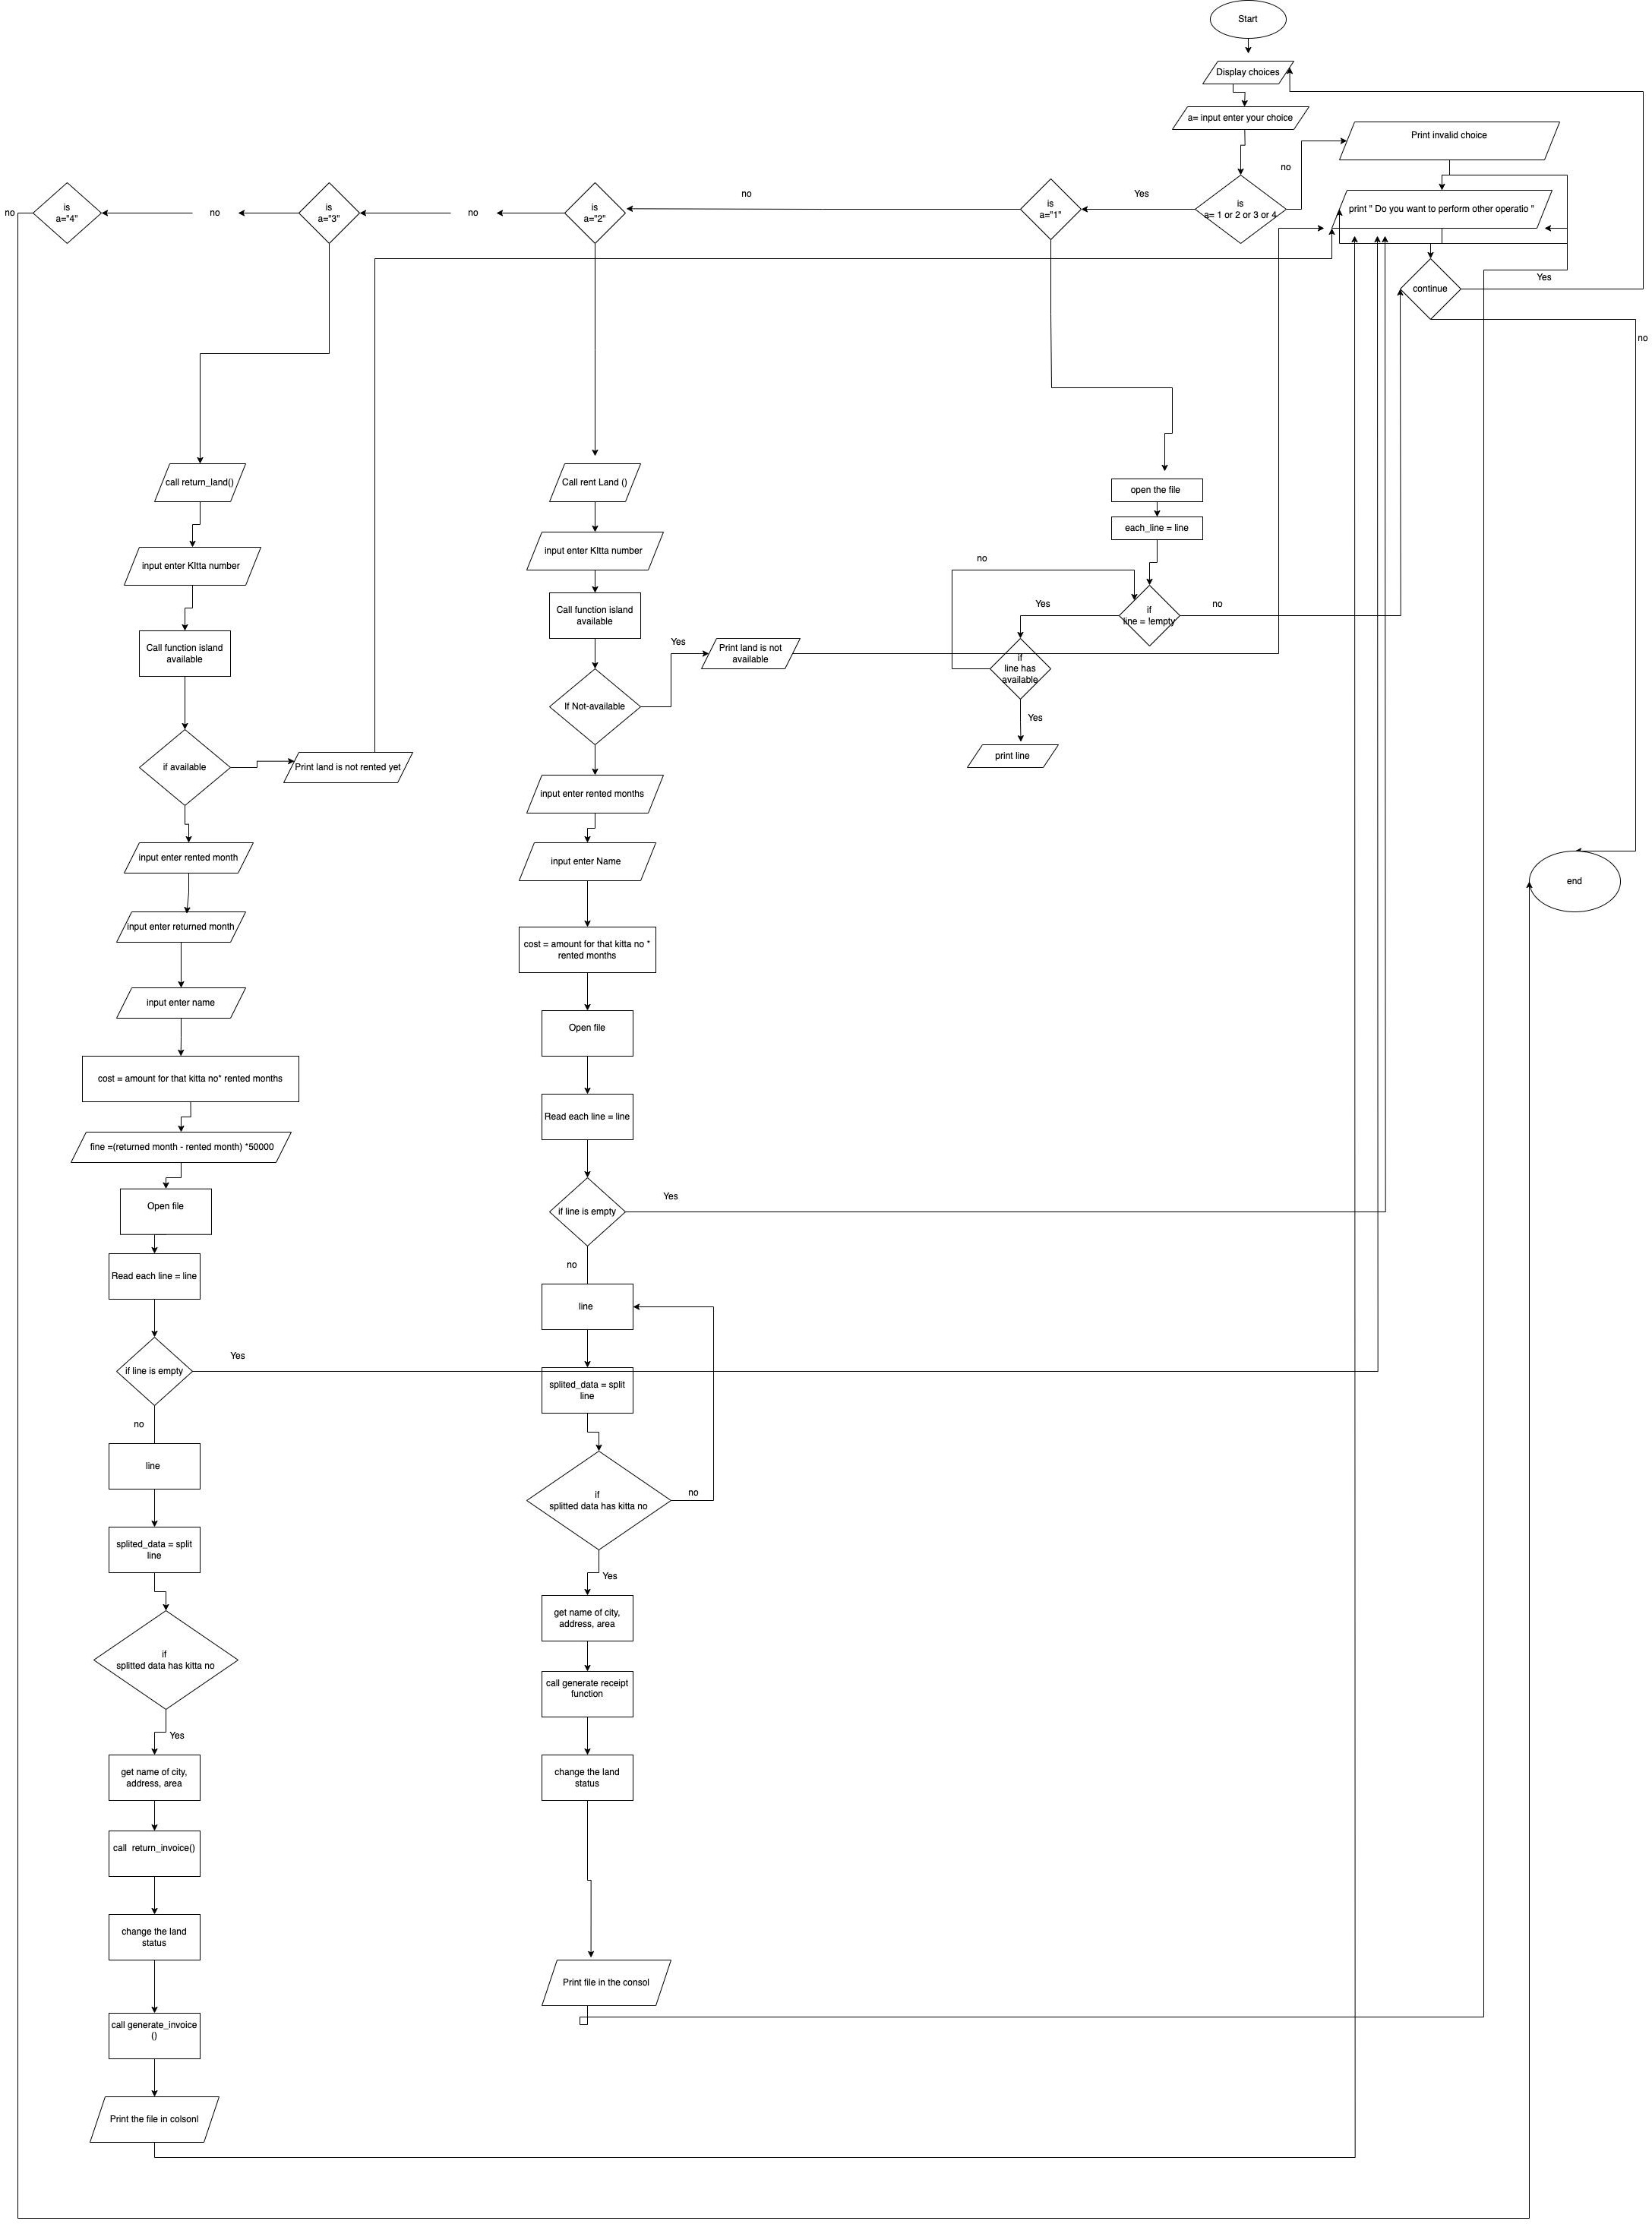 Start
Display choices
a= input enter your choice
Print invalid choice
no
is
a= 1 or 2 or 3 or 4
Yes
is
a="1"
no
is
a="2"
no
is
a="3"
no
is
a="4"
no
print " Do you want to perform other operatio "
continue
Yes
no
call return_land()
input enter KItta number
Call function island
available
if available
Print land is not rented yet
input enter rented month
input enter returned month
input enter name
cost = amount for that kitta no* rented months
fine =(returned month - rented month) *50000
Open file
Read each line = line
if line is empty
Yes
no
line
splited_data = split
line
if
splitted data has kitta no
Yes
get name of city,
address, area
call  return_invoice()
change the land
status
call generate_invoice
()
Print the file in colsonl
Call rent Land ()
input enter KItta number
Call function island
available
If Not-available
Yes
Print land is not
available
input enter rented months
input enter Name
cost = amount for that kitta no *
rented months
Open file
Read each line = line
if line is empty
Yes
no
line
splited_data = split
line
if
splitted data has kitta no
no
Yes
get name of city,
address, area
call generate receipt
function
change the land
status
Print file in the consol
open the file
each_line = line
if
line = !empty
no
Yes
no
if
line has
available
Yes
print line
end